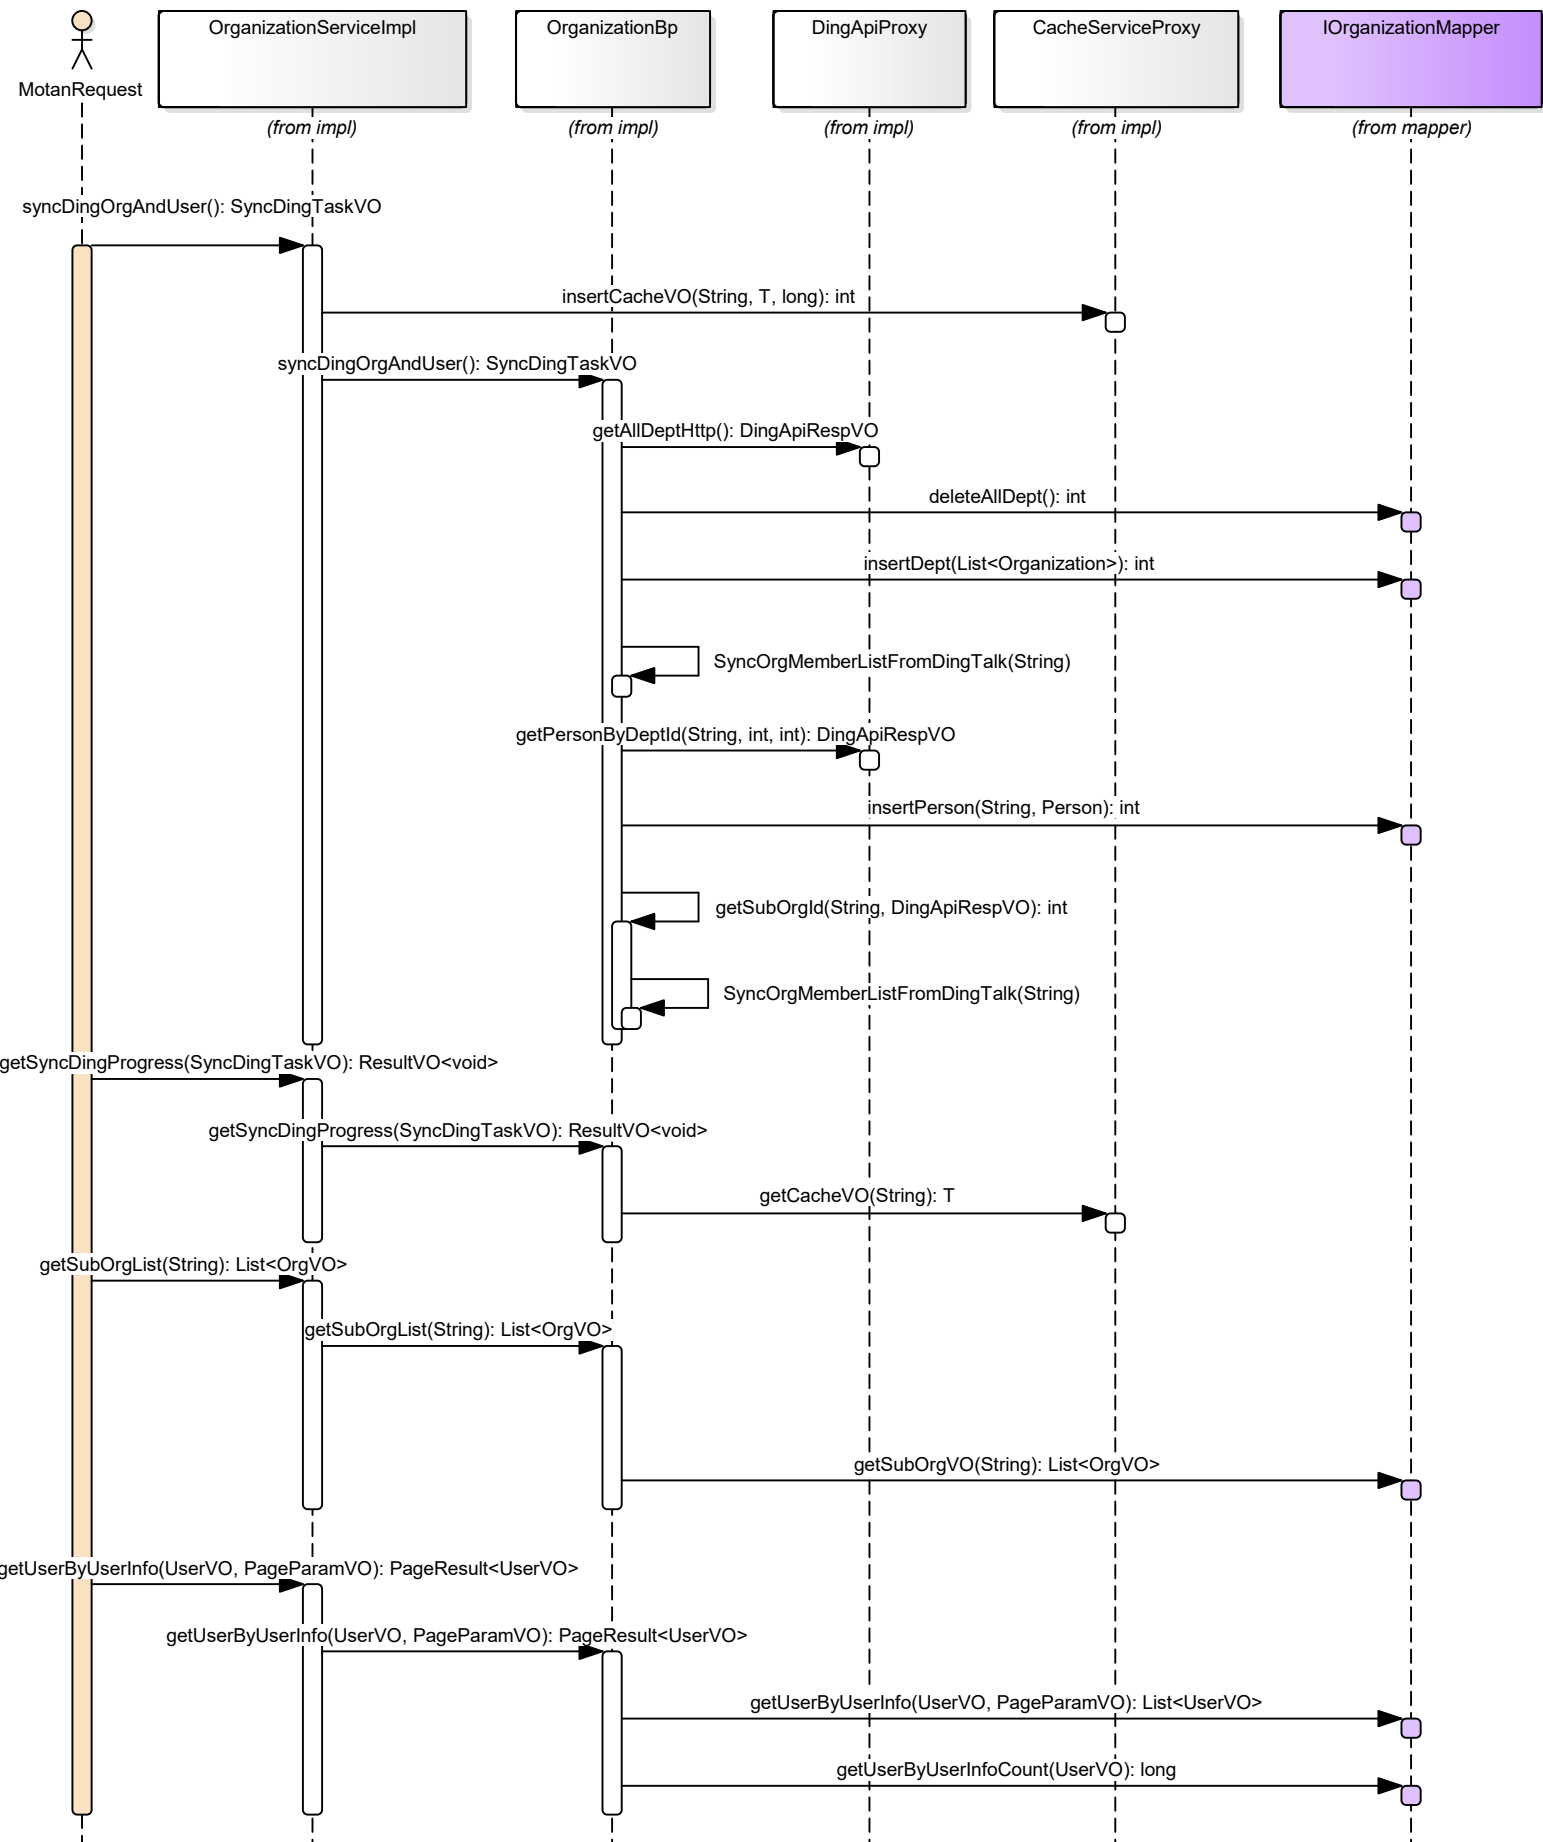 OrganizationServiceImpl
OrganizationBp
DingApiProxy
CacheServiceProxy
IOrganizationMapper
MotanRequest
(from impl)
(from impl)
(from impl)
(from impl)
(from mapper)
syncDingOrgAndUser(): SyncDingTaskVO
insertCacheVO(String, T, long): int
syncDingOrgAndUser(): SyncDingTaskVO
getAllDeptHttp(): DingApiRespVO
deleteAllDept(): int
insertDept(List<Organization>): int
SyncOrgMemberListFromDingTalk(String)
getPersonByDeptId(String, int, int): DingApiRespVO
insertPerson(String, Person): int
getSubOrgId(String, DingApiRespVO): int
SyncOrgMemberListFromDingTalk(String)
getSyncDingProgress(SyncDingTaskVO): ResultVO<void>
getSyncDingProgress(SyncDingTaskVO): ResultVO<void>
getCacheVO(String): T
getSubOrgList(String): List<OrgVO>
getSubOrgList(String): List<OrgVO>
getSubOrgVO(String): List<OrgVO>
getUserByUserInfo(UserVO, PageParamVO): PageResult<UserVO>
getUserByUserInfo(UserVO, PageParamVO): PageResult<UserVO>
getUserByUserInfo(UserVO, PageParamVO): List<UserVO>
getUserByUserInfoCount(UserVO): long